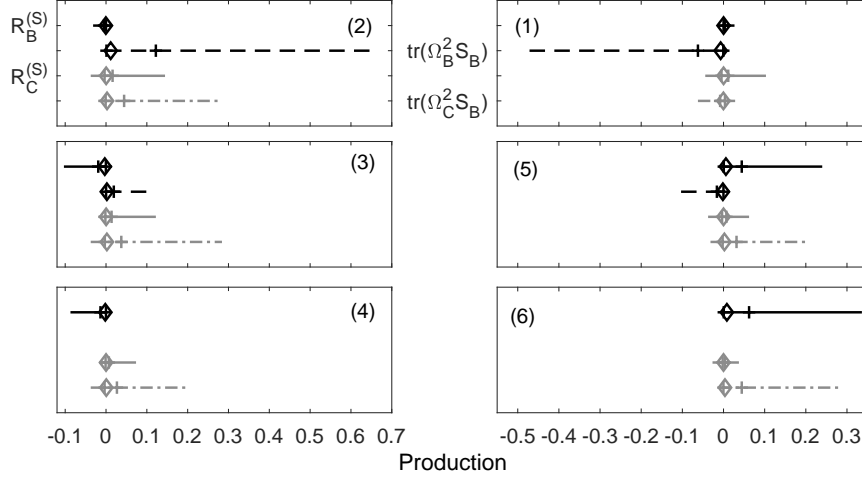 R_B^(S) (2) (1)
tr(Ω_B^2 S_B)
R_C^(S)
tr(Ω_C^2 S_B)
(3) (5)
(4) (6)
-0.1 0 0.1 0.2 0.3 0.4 0.5 0.6 0.7 -0.5 -0.4 -0.3 -0.2 -0.1 0 0.1 0.2 0.3
Production